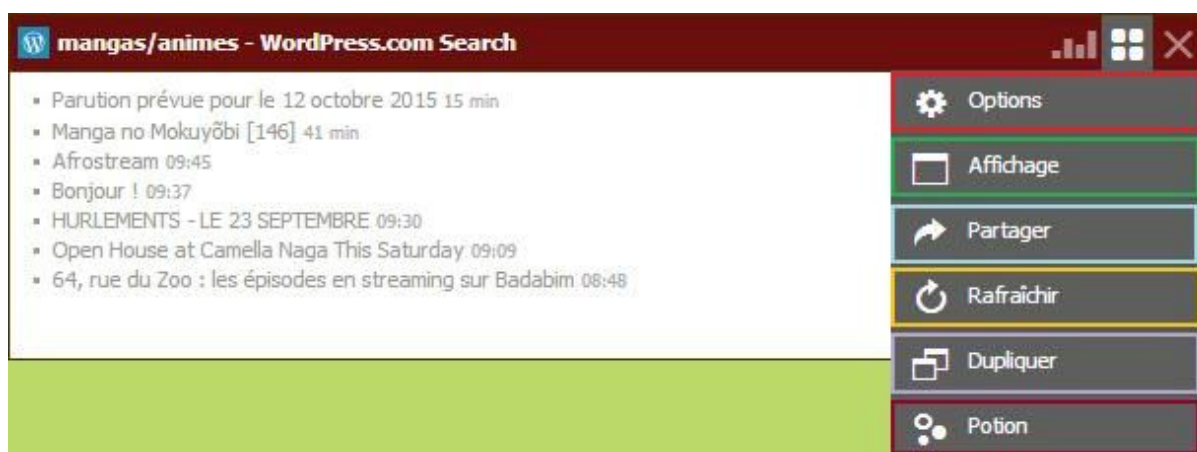 mangas/animes - WordPress.com Search
Parution prévue pour le 12 octobre 2015 15 min
Manga no Mokuyõbi [146] 41 min
Afrostream 09:45
Bonjour ! 09:37
HURLEMENTS - LE 23 SEPTEMBRE 09:30
Open House at Camella Naga This Saturday 09:09
64, rue du Zoo : les épisodes en streaming sur Badabim 08:48
Options
Affichage
Partager
Rafraîchir
Dupliquer
Potion